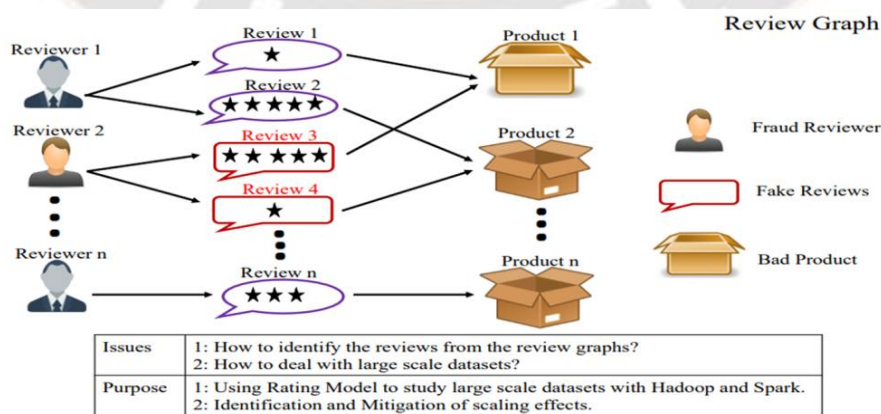 Review Graph
Reviewer 1
Review 1
Product 1
Review 2
Reviewer 2
Review 3
Product 2
Fraud Reviewer
Review 4
Fake Reviews
Reviewer n
Review n
Product n
Bad Product
Issues
1: How to identify the reviews from the review graphs?
2: How to deal with large scale datasets?
Purpose
1: Using Rating Model to study large scale datasets with Hadoop and Spark.
2: Identification and Mitigation of scaling effects.